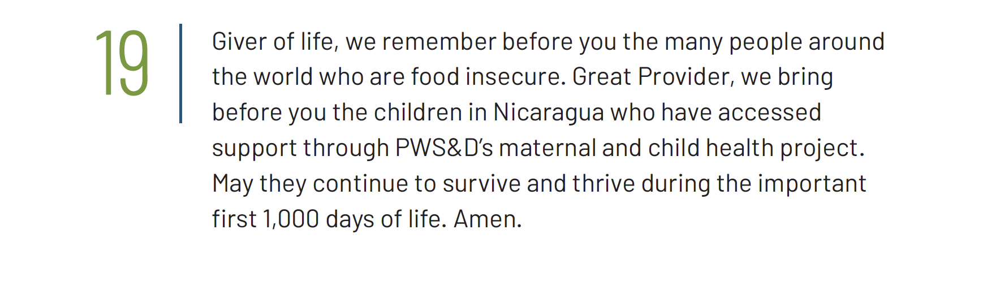 19
Giver of life, we remember before you the many people around
the world who are food insecure. Great Provider, we bring
before you the children in Nicaragua who have accessed
support through PWS&D’s maternal and child health project.
May they continue to survive and thrive during the important
first 1,000 days of life. Amen.